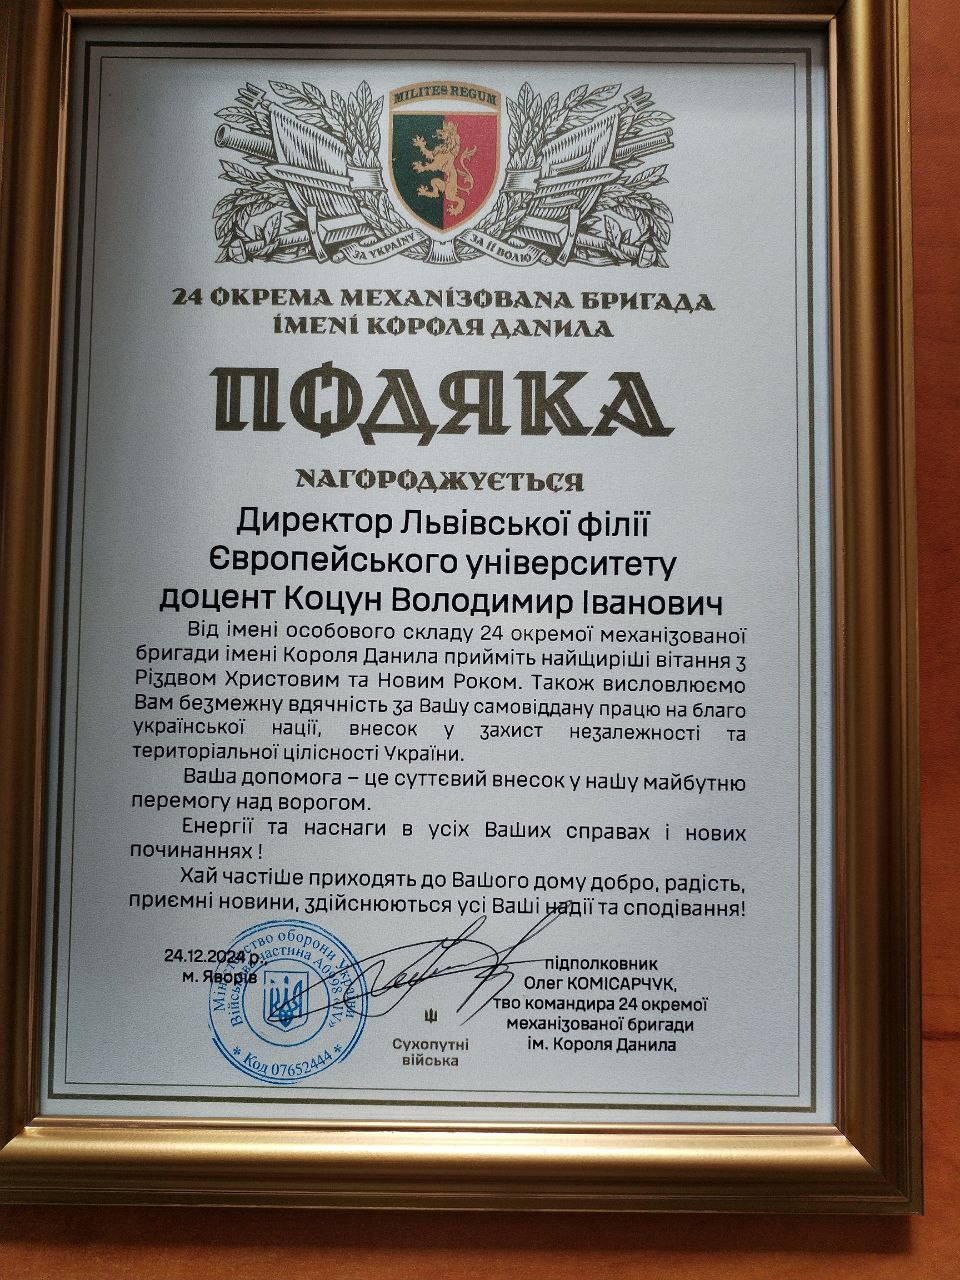 MILITES REGUM
ЗА УКРАЇНУ
ЗА ЇЇ ВОЛЮ
24 ОКРЕМА МЕХАНІЗОВАНА БРИГАДА
ІМЕНІ КОРОЛЯ ДАНИЛА
ПОДЯКА
НАГОРОДЖУЄТЬСЯ
Директор Львівської філії
Європейського університету
доцент Коцун Володимир Іванович
Від імені особового складу 24 окремої механізованої
бригади імені Короля Данила прийміть найщиріші вітання з
Різдвом Христовим та Новим Роком. Також висловлюємо
Вам безмежну вдячність за Вашу самовіддану працю на благо
української нації, внесок у захист незалежності та
територіальної цілісності України.
Ваша допомога – це суттєвий внесок у нашу майбутню
перемогу над ворогом.
Енергії та наснаги в усіх Ваших справах і нових
починаннях !
Хай частіше приходять до Вашого дому добро, радість,
приємні новини, здійснюються усі Ваші надії та сподівання!
24.12.2024 р.,
м. Яворів
Міністерство оборони України
Військова частина А0998
* Код 07652444 *
Сухопутні
війська
підполковник
Олег КОМІСАРЧУК,
тво командира 24 окремої
механізованої бригади
ім. Короля Данила